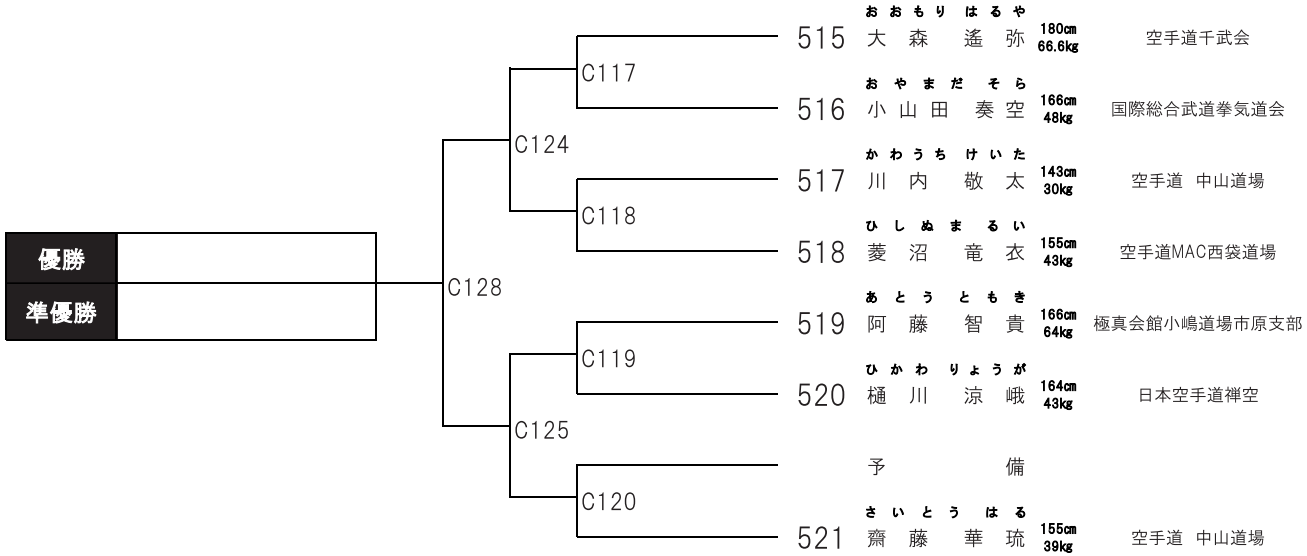 おおもり はるや
515 大森 遙弥 180cm 66.6kg 空手道千武会
C117
おやまだ そら
516 小山田 奏空 166cm 48kg 国際総合武道拳気道会
C124
かわうち けいた
517 川内 敬太 143cm 30kg 空手道 中山道場
C118
ひしぬま るい
518 菱沼 竜衣 155cm 43kg 空手道MAC西袋道場
優勝
C128
準優勝
あとう ともき
519 阿藤 智貴 166cm 64kg 極真会館小嶋道場市原支部
C119
ひかわ りょうが
520 樋川 涼峨 164cm 43kg 日本空手道禅空
C125
予備
C120
さいとう はる
521 齋藤 華琉 155cm 39kg 空手道 中山道場